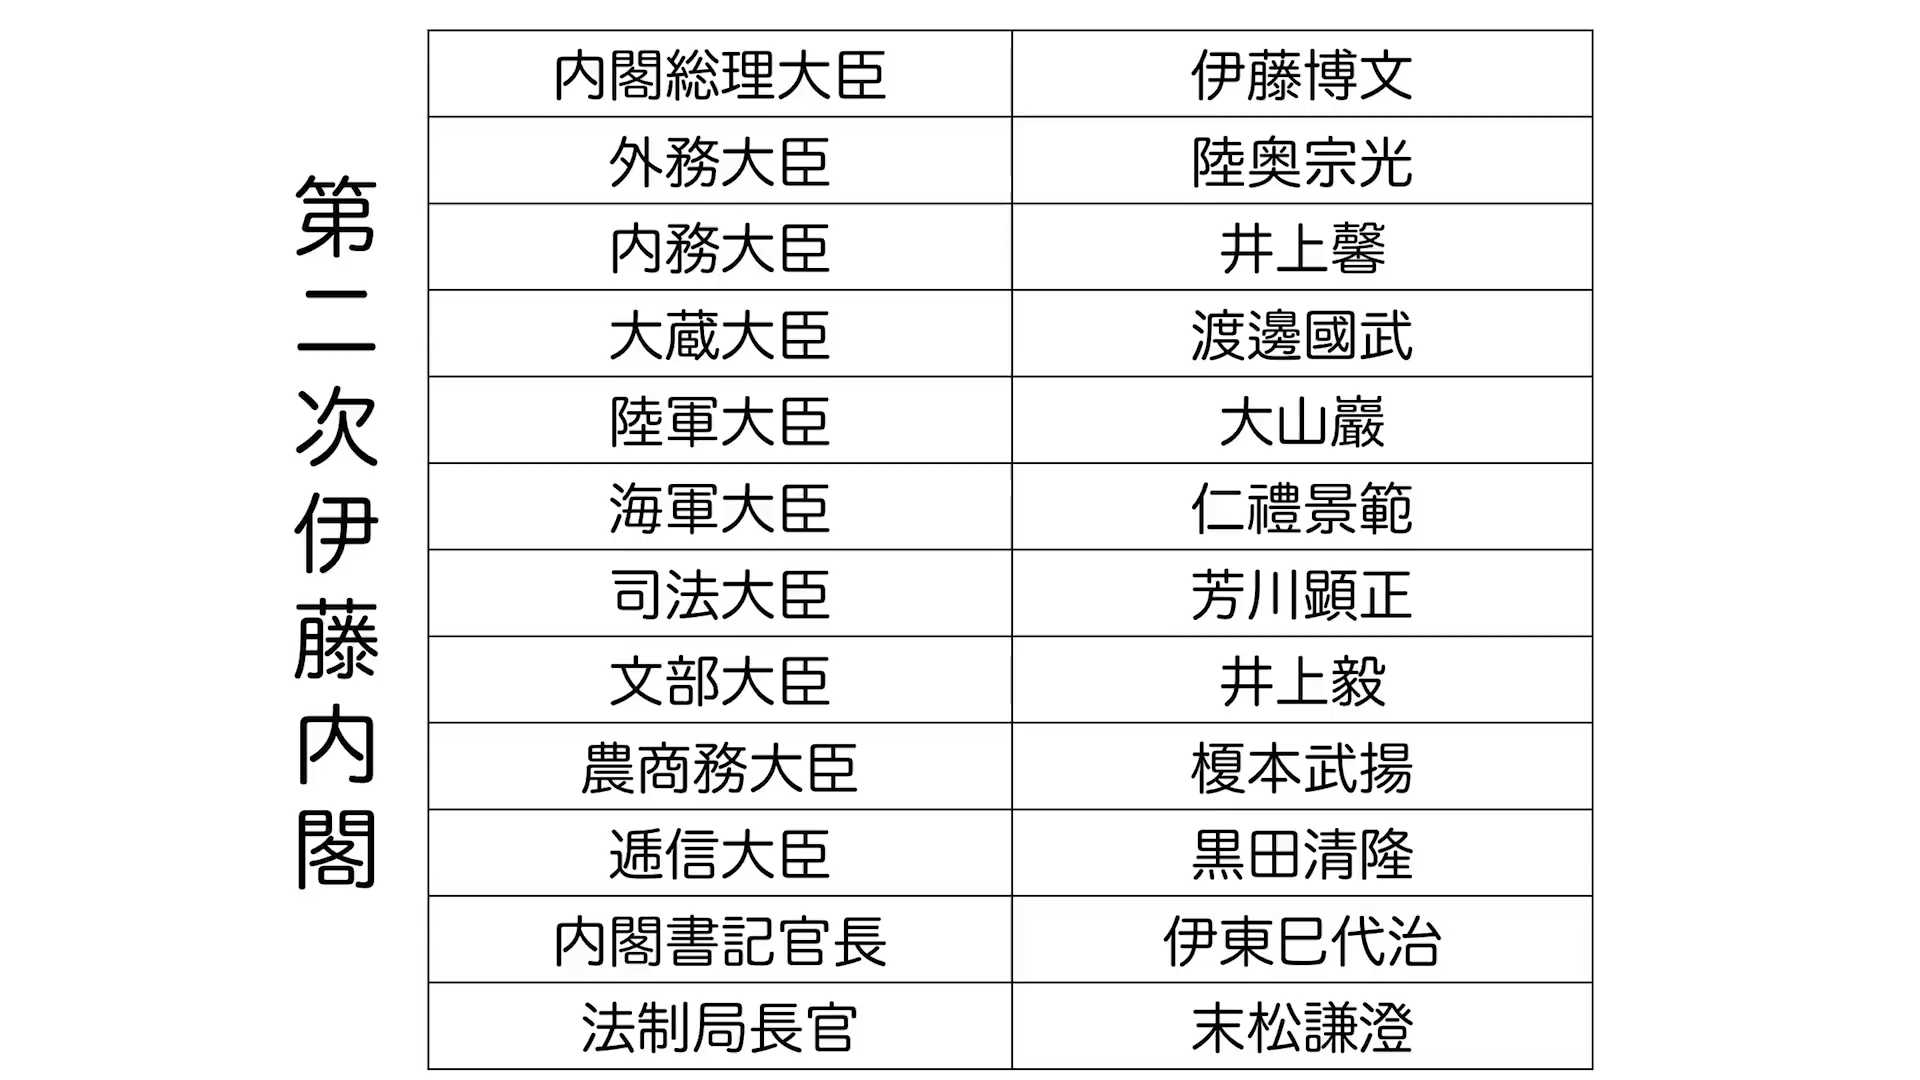 第二次伊藤内閣
内閣総理大臣 伊藤博文
外務大臣 陸奥宗光
内務大臣 井上馨
大蔵大臣 渡邊國武
陸軍大臣 大山巖
海軍大臣 仁禮景範
司法大臣 芳川顕正
文部大臣 井上毅
農商務大臣 榎本武揚
逓信大臣 黒田清隆
内閣書記官長 伊東巳代治
法制局長官 末松謙澄